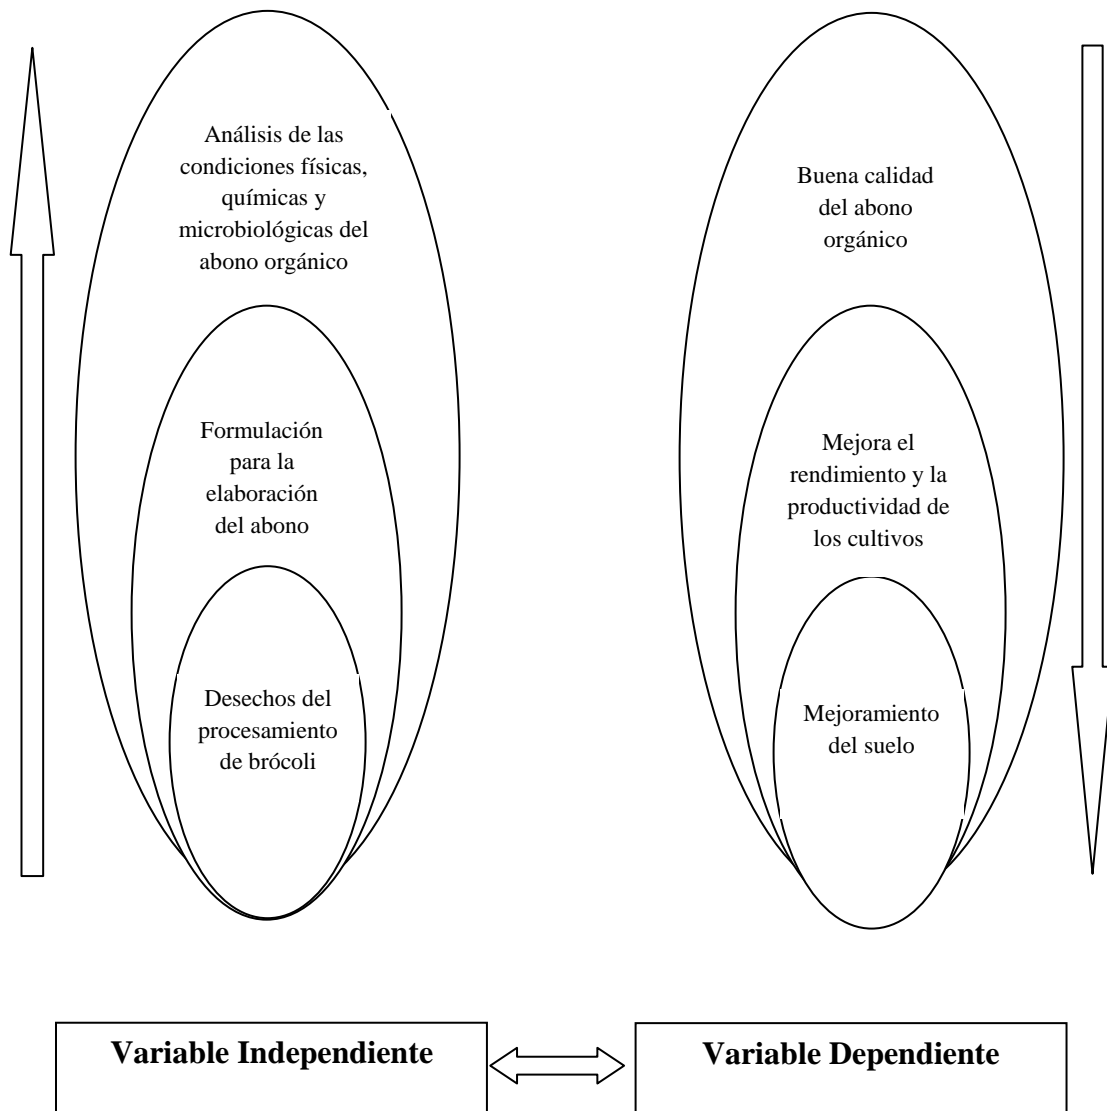 Análisis de las
condiciones físicas,
químicas y
microbiológicas del
abono orgánico
Formulación
para la
elaboración
del abono
Desechos del
procesamiento
de brócoli
Buena calidad
del abono
orgánico
Mejora el
rendimiento y la
productividad de
los cultivos
Mejoramiento
del suelo
Variable Independiente
Variable Dependiente